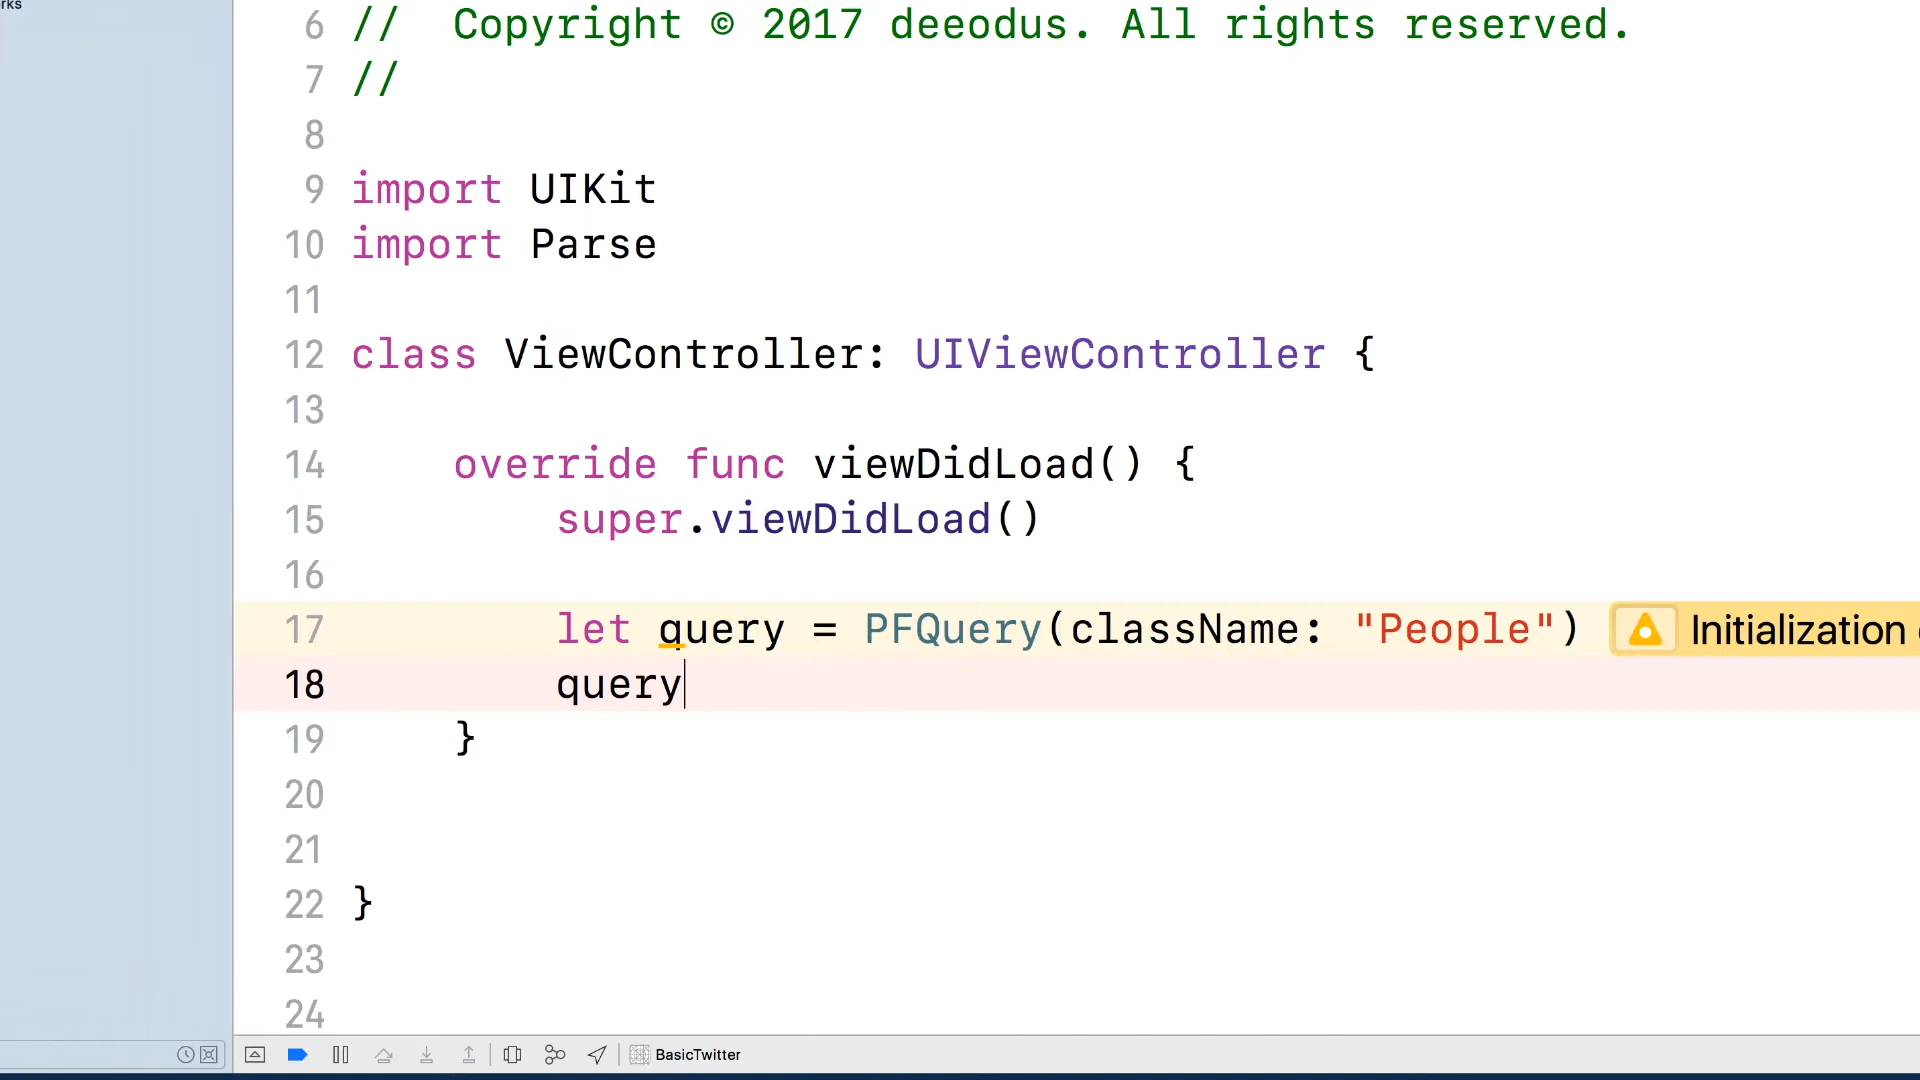 rks
6 //  Copyright © 2017 deeodus. All rights reserved.
7 //
8
9 import UIKit
10 import Parse
11
12 class ViewController: UIViewController {
13
14     override func viewDidLoad() {
15         super.viewDidLoad()
16
17         let query = PFQuery(className: "People") Initialization
18         query
19     }
20
21
22 }
23
24
BasicTwitter